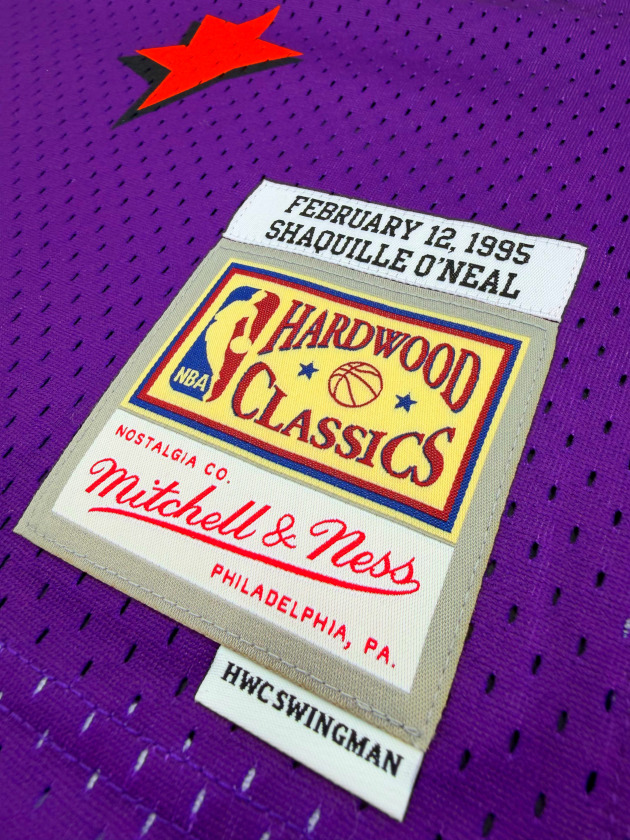 FEBRUARY 12, 1995
SHAQUILLE O'NEAL
HARDWOOD
NBA
CLASSICS
NOSTALGIA CO.
Mitchell & Ness
PHILADELPHIA, PA.
HWC SWINGMAN